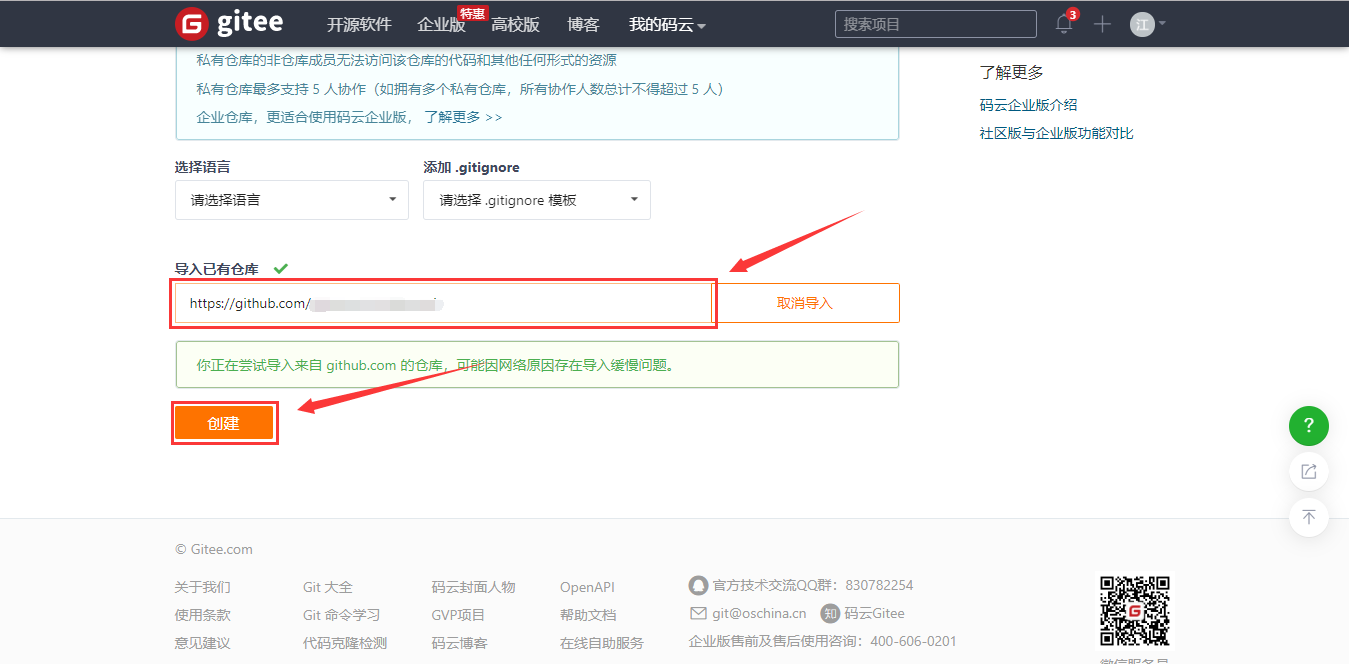 gitee 开源软件 企业版 特惠 高校版 博客 我的码云 搜索项目 3 江
私有仓库的非仓库成员无法访问该仓库的代码和其他任何形式的资源
私有仓库最多支持 5 人协作（如拥有多个私有仓库，所有协作人数总计不得超过 5 人）
企业仓库，更适合使用码云企业版， 了解更多 >>
了解更多
码云企业版介绍
社区版与企业版功能对比
选择语言 添加 .gitignore
请选择语言 请选择 .gitignore 模板
导入已有仓库
https://github.com/ 取消导入
你正在尝试导入来自 github.com 的仓库，可能因网络原因存在导入缓慢问题。
创建
?
© Gitee.com
关于我们 Git 大全 码云封面人物 OpenAPI 官方技术交流QQ群：830782254
使用条款 Git 命令学习 GVP项目 帮助文档 git@oschina.cn 知 码云Gitee
意见建议 代码克隆检测 码云博客 在线自助服务 企业版售前及售后使用咨询：400-606-0201
微信服务号